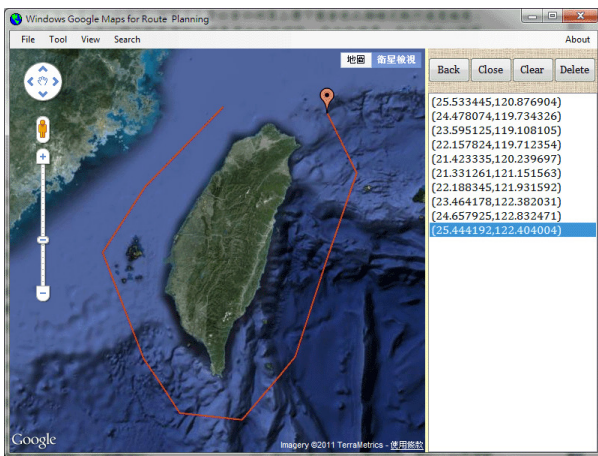 Windows Google Maps for Route Planning
File Tool View Search About
地圖 衛星檢視
Back Close Clear Delete
(25.533445,120.876904)
(24.478074,119.734326)
(23.595125,119.108105)
(22.157824,119.712354)
(21.423335,120.239697)
(21.331261,121.151563)
(22.188345,121.931592)
(23.464178,122.382031)
(24.657925,122.832471)
(25.444192,122.404004)
Google
Imagery ©2011 TerraMetrics - 使用條款